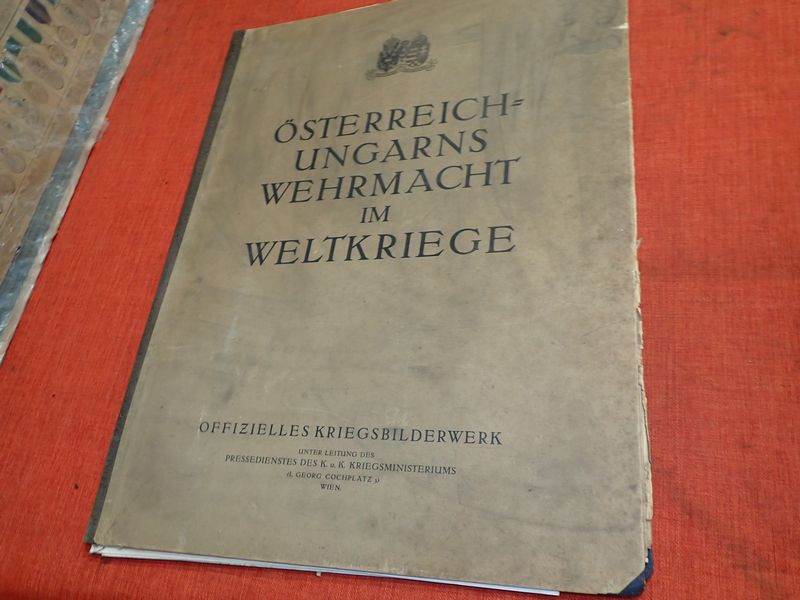 ÖSTERREICH-
UNGARNS
WEHRMACHT
IM
WELTKRIEGE
OFFIZIELLES KRIEGSBILDERWERK
UNTER LEITUNG DES
PRESSEDIENSTES DES K. u. K. KRIEGSMINISTERIUMS
(I. GEORG COCHPLATZ 3)
WIEN.